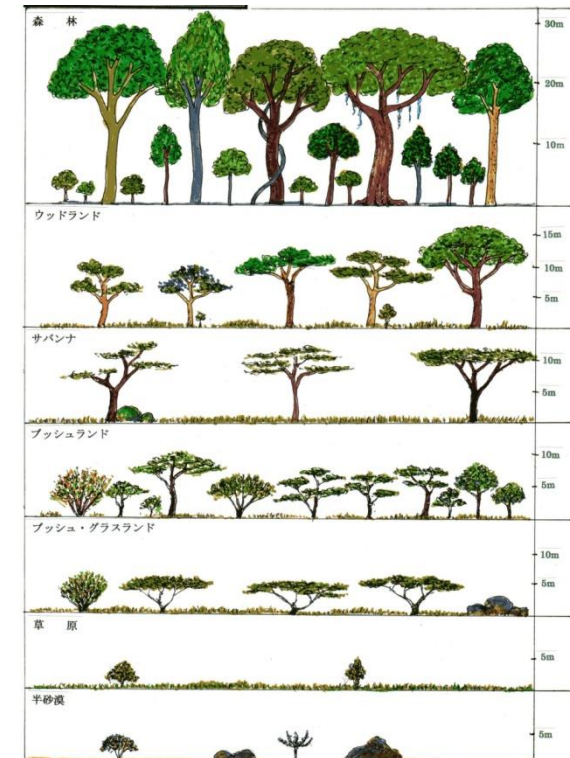 森 林
30m
20m
10m
ウッドランド
15m
10m
5m
サバンナ
10m
5m
ブッシュランド
10m
5m
ブッシュ・グラスランド
10m
5m
草 原
5m
半砂漠
5m